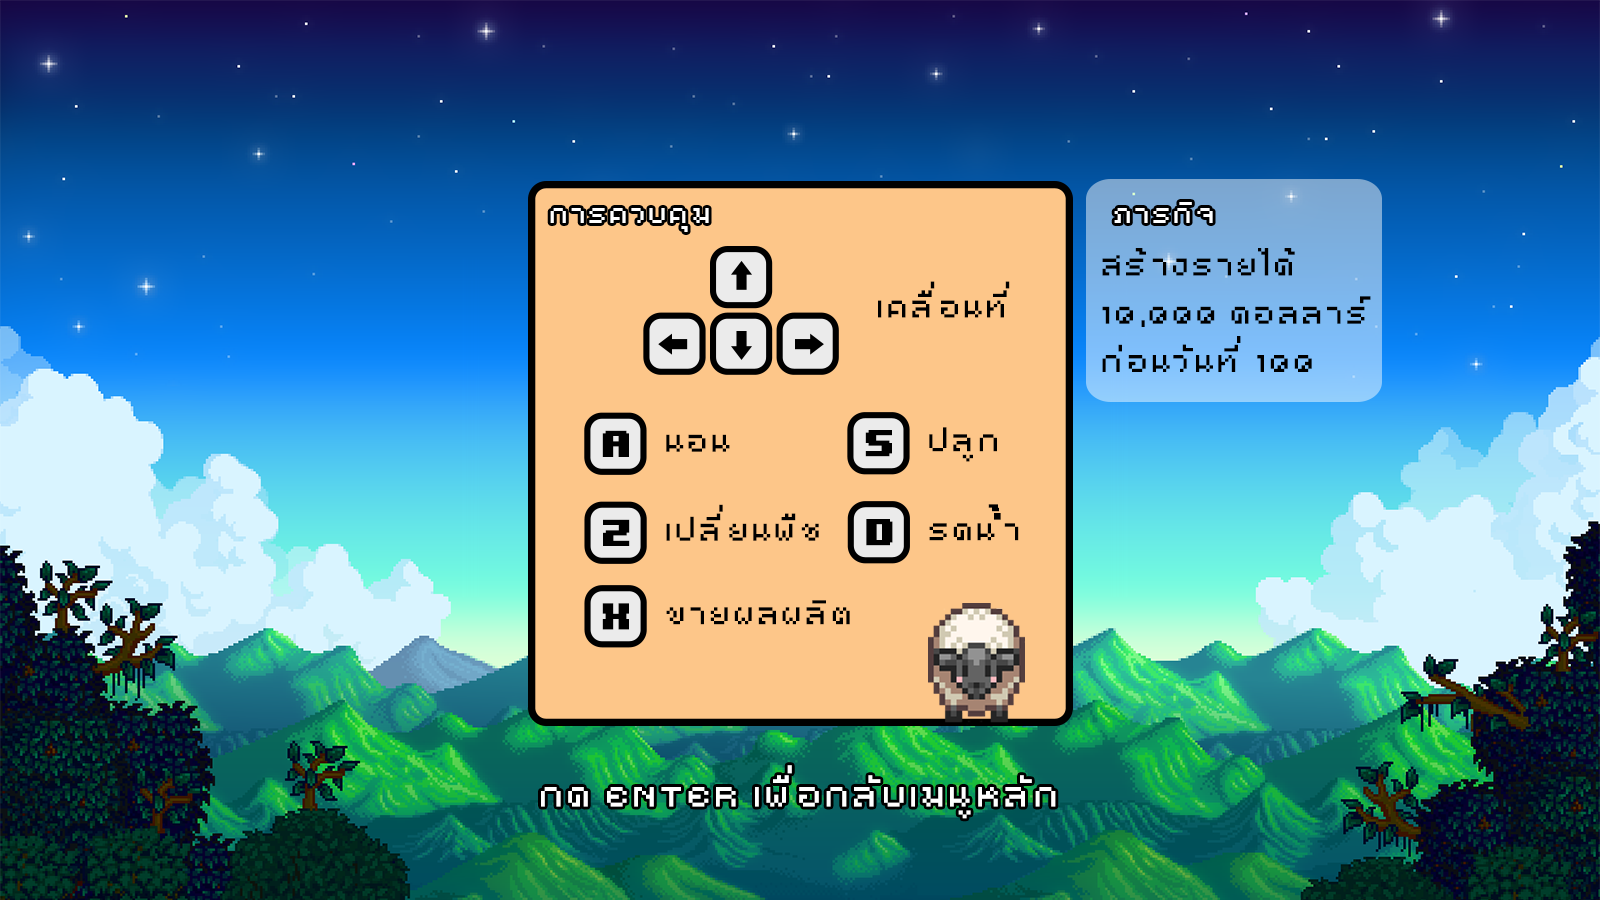 การควบคุม
เคลื่อนที่
A นอน
S ปลูก
Z เปลี่ยนพืช
D รดน้ำ
X ขายผลผลิต
ภารกิจ
สร้างรายได้
10,000 ดอลลาร์
ก่อนวันที่ 100
กด ENTER เพื่อกลับเมนูหลัก